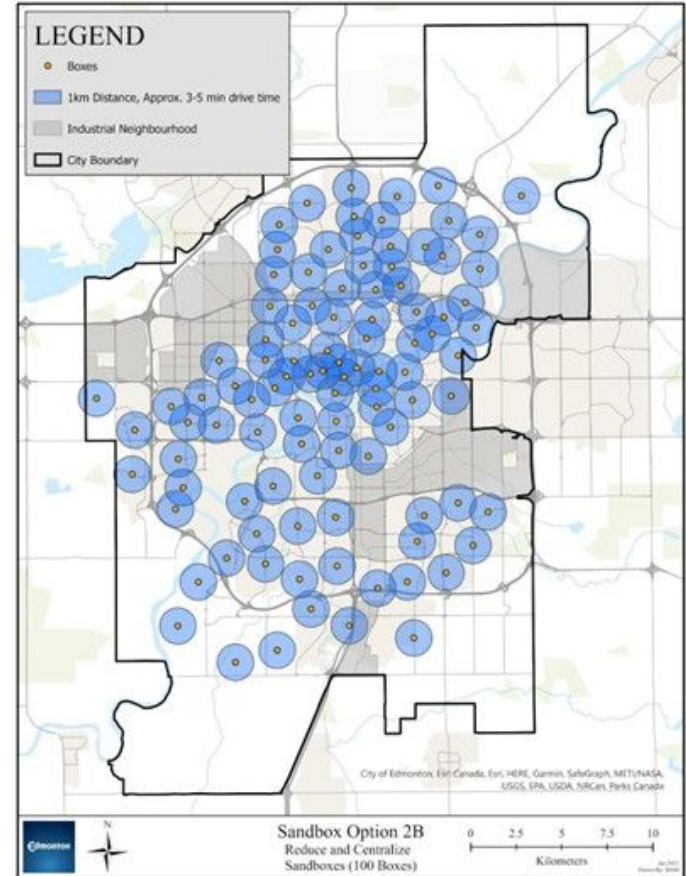 LEGEND
Boxes
1km Distance, Approx. 3-5 min drive time
Industrial Neighbourhood
City Boundary
City of Edmonton, Esri Canada, Esri, HERE, Garmin, SafeGraph, METI/NASA,
USGS, EPA, USDA, NRCan, Parks Canada
Edmonton
N
Sandbox Option 2B
Reduce and Centralize
Sandboxes (100 Boxes)
0 2.5 5 7.5 10
Kilometers